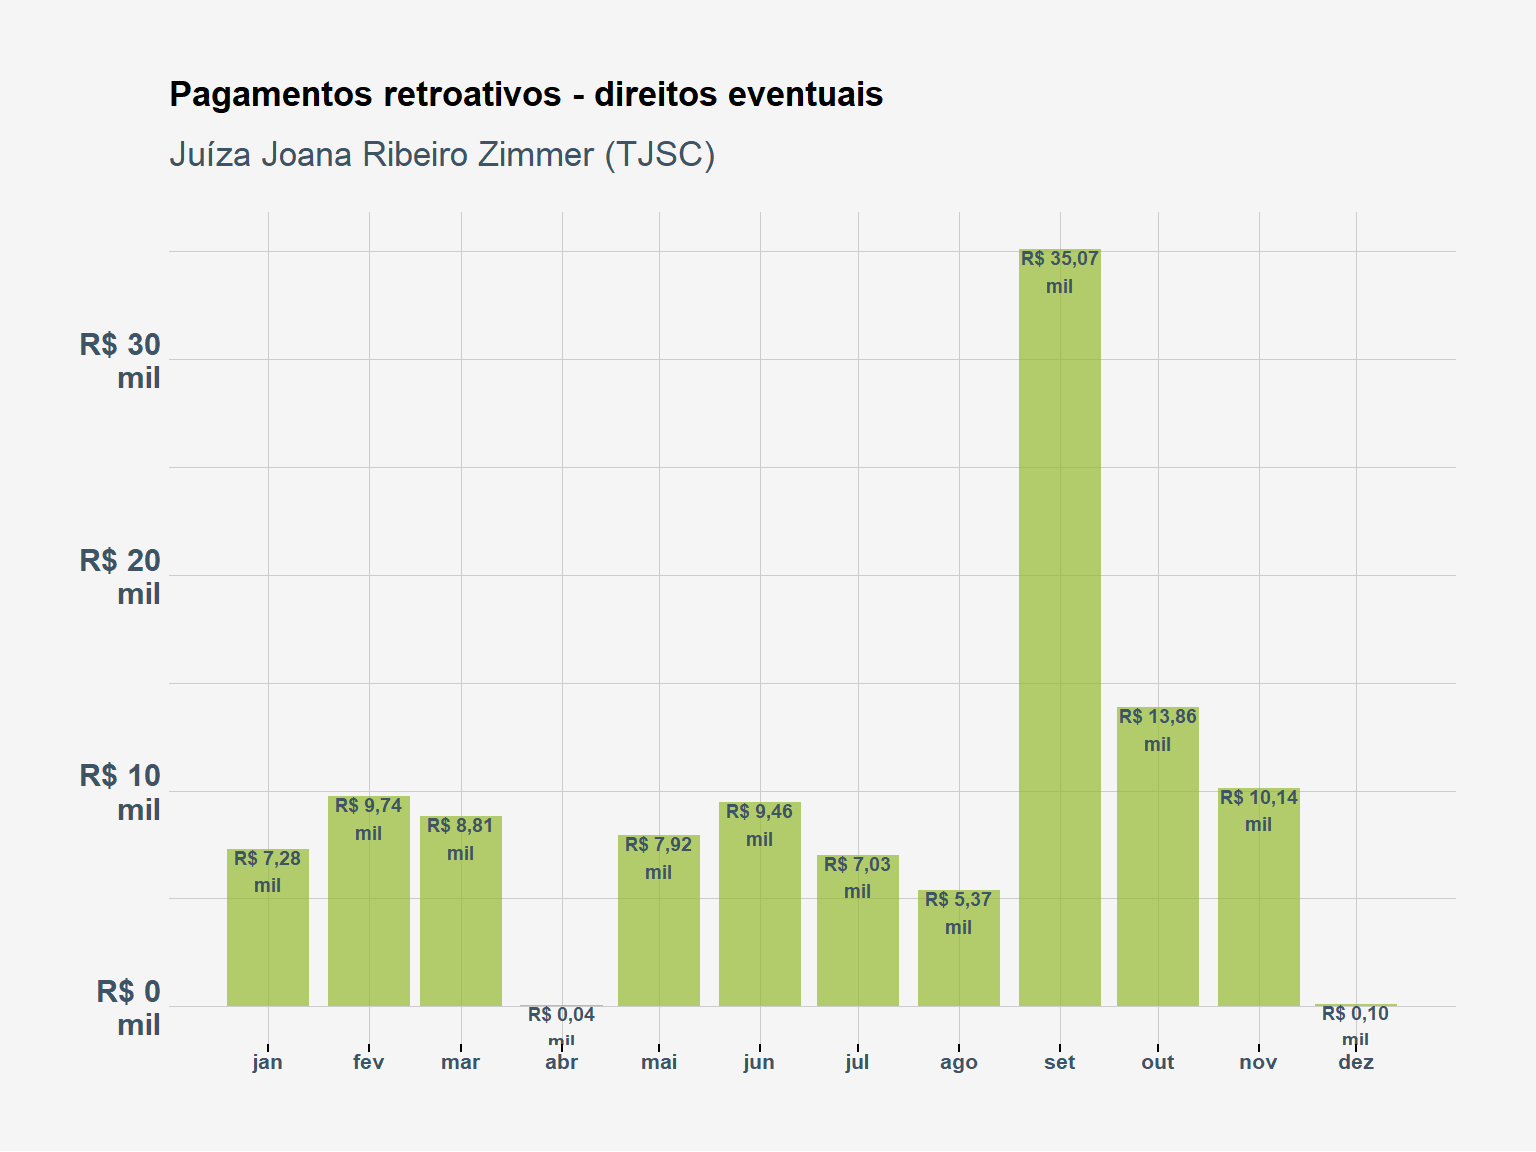 Pagamentos retroativos - direitos eventuais
Juíza Joana Ribeiro Zimmer (TJSC)
R$ 30
mil
R$ 20
mil
R$ 10
mil
R$ 0
mil
R$ 7,28
mil
R$ 9,74
mil
R$ 8,81
mil
R$ 0,04
mil
R$ 7,92
mil
R$ 9,46
mil
R$ 7,03
mil
R$ 5,37
mil
R$ 35,07
mil
R$ 13,86
mil
R$ 10,14
mil
R$ 0,10
mil
jan fev mar abr mai jun jul ago set out nov dez